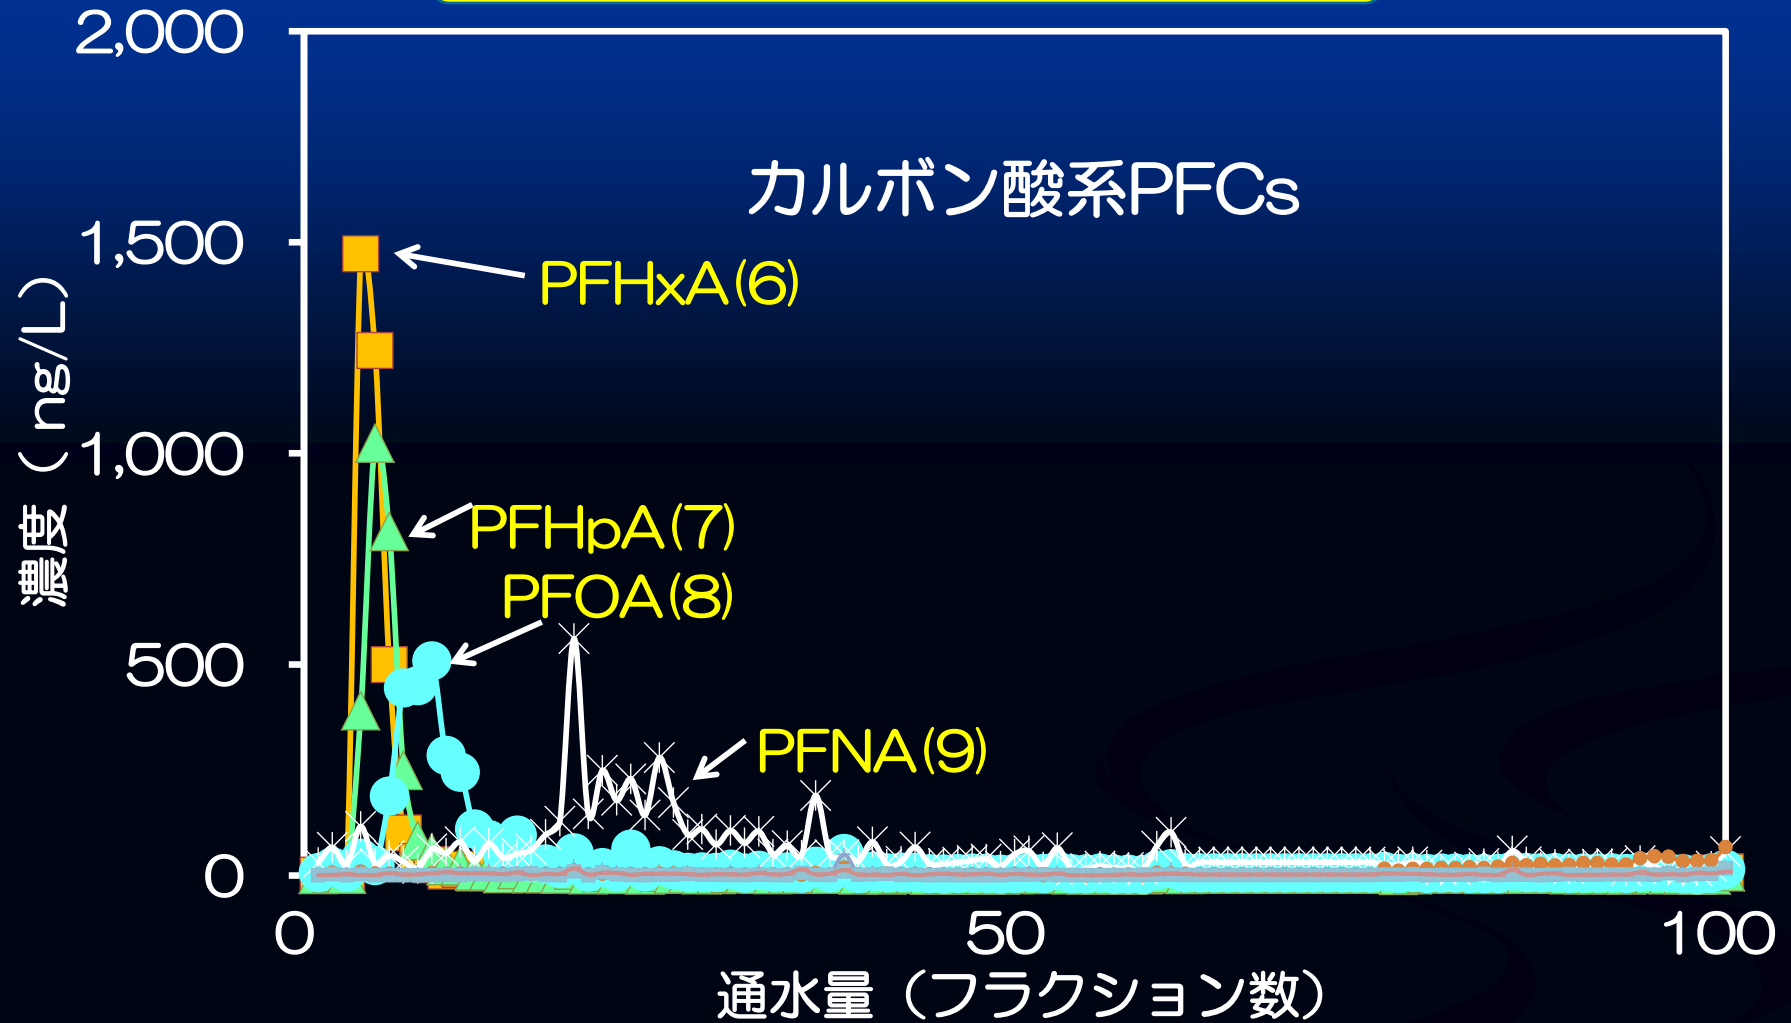 カルボン酸系PFCs
2,000
1,500
1,000
500
0
濃度（ng/L）
PFHxA(6)
PFHpA(7)
PFOA(8)
PFNA(9)
0 50 100
通水量（フラクション数）